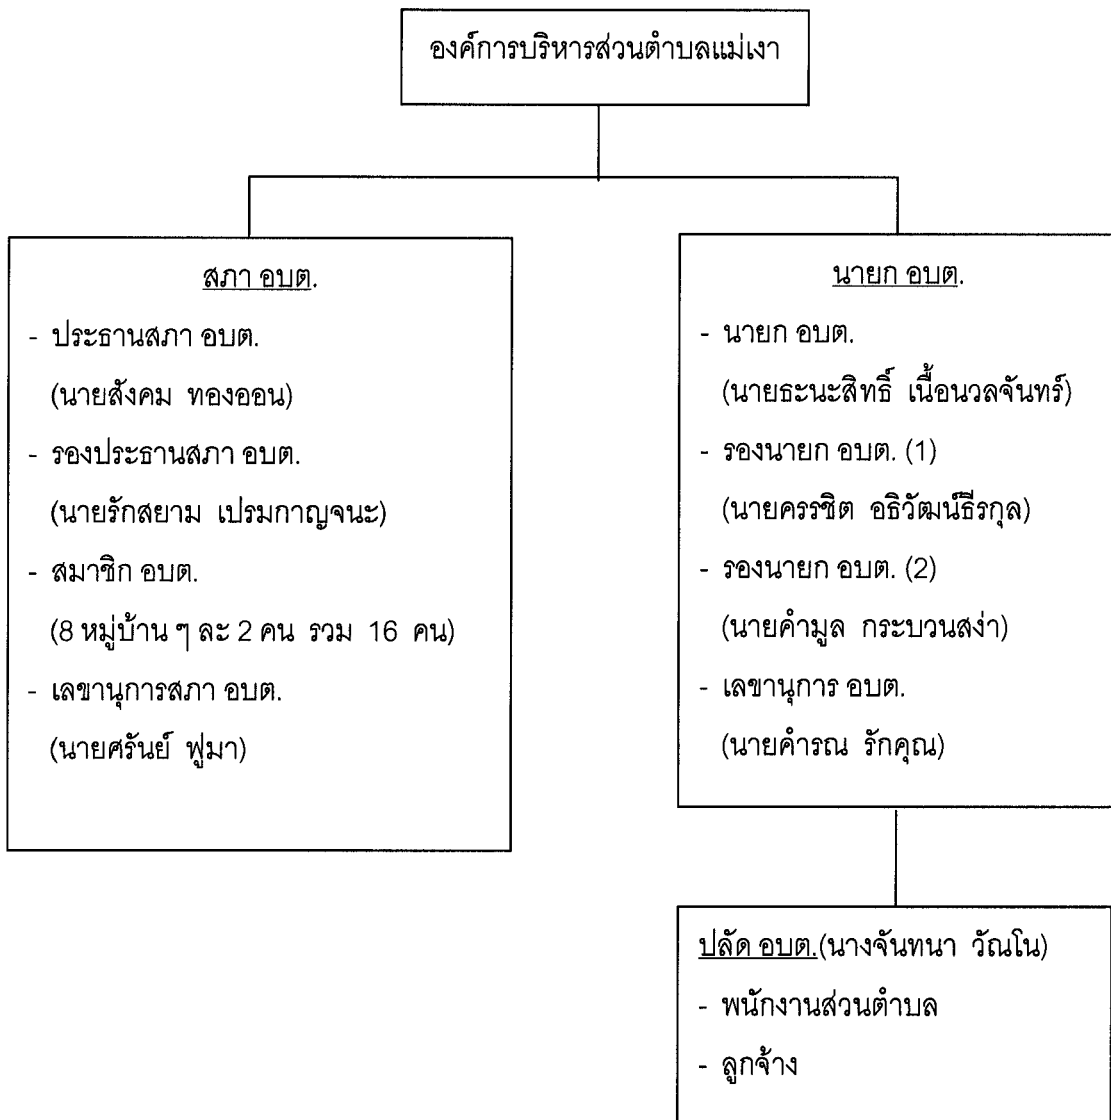 องค์การบริหารส่วนตำบลแม่เงา
สภา อบต.
- ประธานสภา อบต.
(นายสังคม ทองออน)
- รองประธานสภา อบต.
(นายรักสยาม เปรมกาญจนะ)
- สมาชิก อบต.
(8 หมู่บ้าน ๆ ละ 2 คน รวม 16 คน)
- เลขานุการสภา อบต.
(นายศรันย์ ฟูมา)
นายก อบต.
- นายก อบต.
(นายธะนะสิทธิ์ เนื้อนวลจันทร์)
- รองนายก อบต. (1)
(นายครรชิต อธิวัฒน์ธีรกุล)
- รองนายก อบต. (2)
(นายคำมูล กระบวนสง่า)
- เลขานุการ อบต.
(นายคำรณ รักคุณ)
ปลัด อบต.(นางจันทนา วัณโน)
- พนักงานส่วนตำบล
- ลูกจ้าง